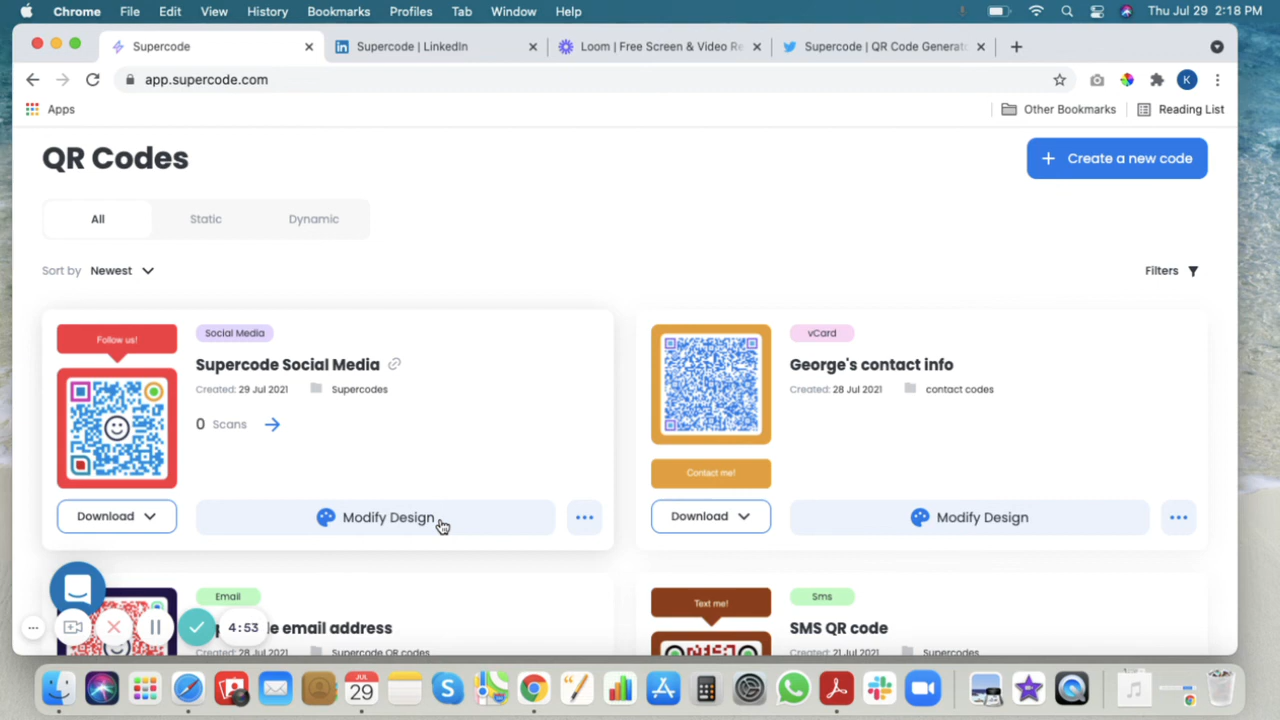 Chrome File Edit View History Bookmarks Profiles Tab Window Help Thu Jul 29 2:18 PM
Supercode Supercode | LinkedIn Loom | Free Screen & Video Re Supercode | QR Code Generato
app.supercode.com K
Apps Other Bookmarks Reading List
QR Codes
+ Create a new code
All Static Dynamic
Sort by Newest Filters
Follow us!
Social Media
Supercode Social Media
Created: 29 Jul 2021 Supercodes
0 Scans
Download Modify Design
vCard
George's contact info
Created: 28 Jul 2021 contact codes
Contact me!
Download Modify Design
Email
email address
28 Jul 2021 Supercode QR codes
4:53
Text me!
Sms
SMS QR code
Created: 21 Jul 2021 Supercodes
JUL
29